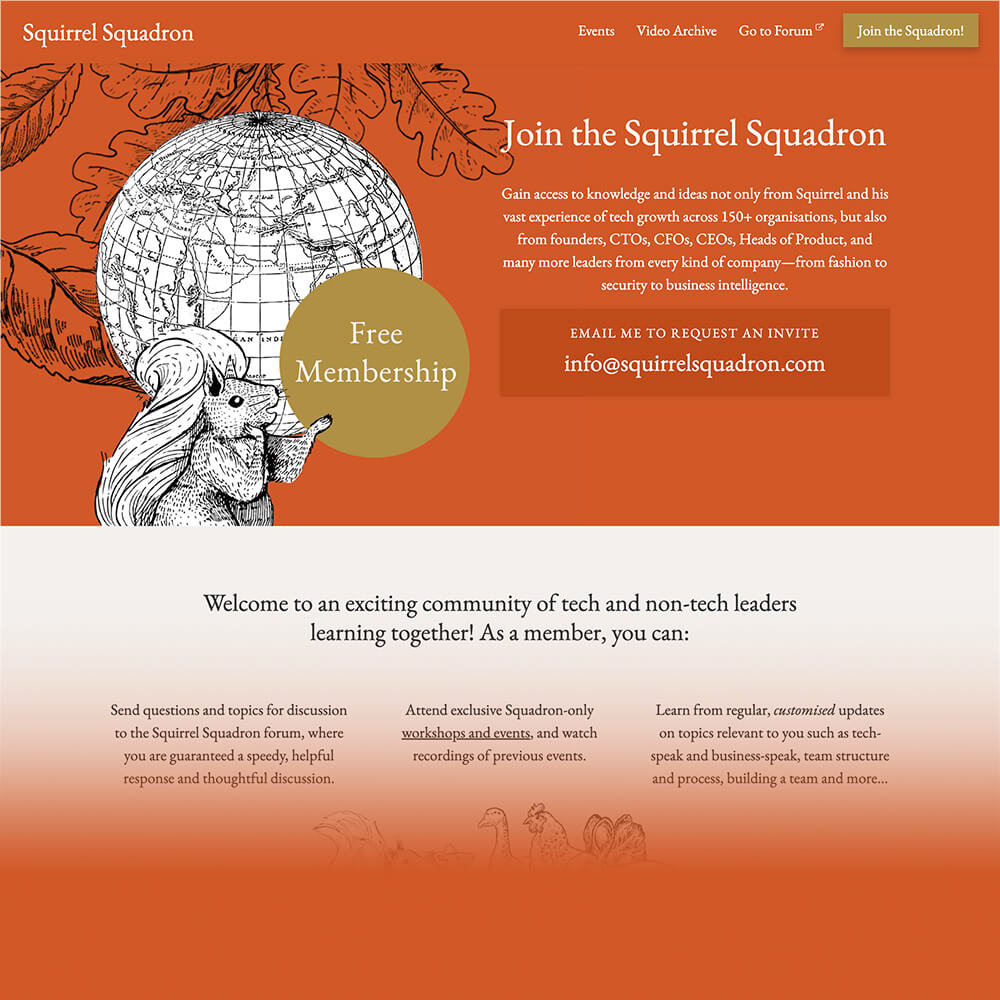 Squirrel Squadron
Events
Video Archive
Go to Forum
Join the Squadron!
Join the Squirrel Squadron
Gain access to knowledge and ideas not only from Squirrel and his
vast experience of tech growth across 150+ organisations, but also
from founders, CTOs, CFOs, CEOs, Heads of Product, and
many more leaders from every kind of company—from fashion to
security to business intelligence.
EMAIL ME TO REQUEST AN INVITE
info@squirrelsquadron.com
Free
Membership
Welcome to an exciting community of tech and non-tech leaders
learning together! As a member, you can:
Send questions and topics for discussion
to the Squirrel Squadron forum, where
you are guaranteed a speedy, helpful
response and thoughtful discussion.
Attend exclusive Squadron-only
workshops and events, and watch
recordings of previous events.
Learn from regular, customised updates
on topics relevant to you such as tech-
speak and business-speak, team structure
and process, building a team and more...